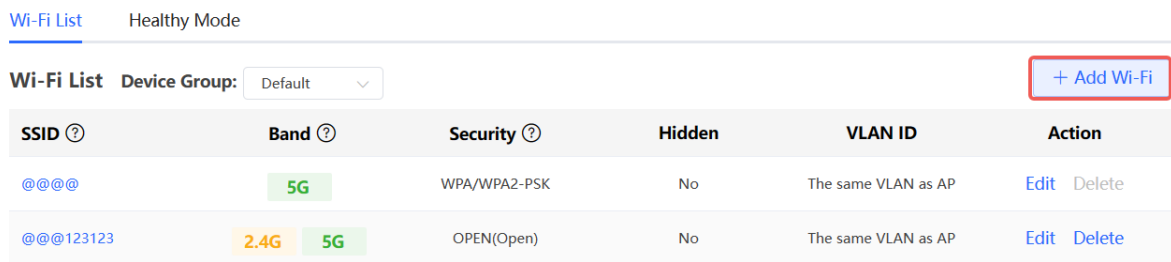 Wi-Fi List Healthy Mode
Wi-Fi List Device Group: Default + Add Wi-Fi
SSID ? Band ? Security ? Hidden VLAN ID Action
@@@@ 5G WPA/WPA2-PSK No The same VLAN as AP Edit Delete
@@@123123 2.4G 5G OPEN(Open) No The same VLAN as AP Edit Delete